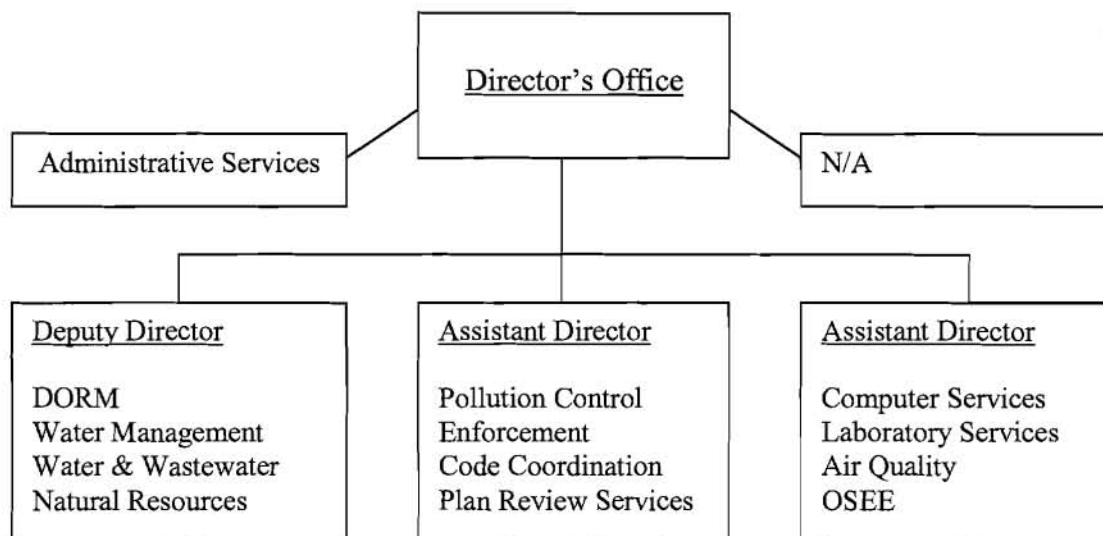 Director's Office
Administrative Services
N/A
Deputy Director
DORM
Water Management
Water & Wastewater
Natural Resources
Assistant Director
Pollution Control
Enforcement
Code Coordination
Plan Review Services
Assistant Director
Computer Services
Laboratory Services
Air Quality
OSEE